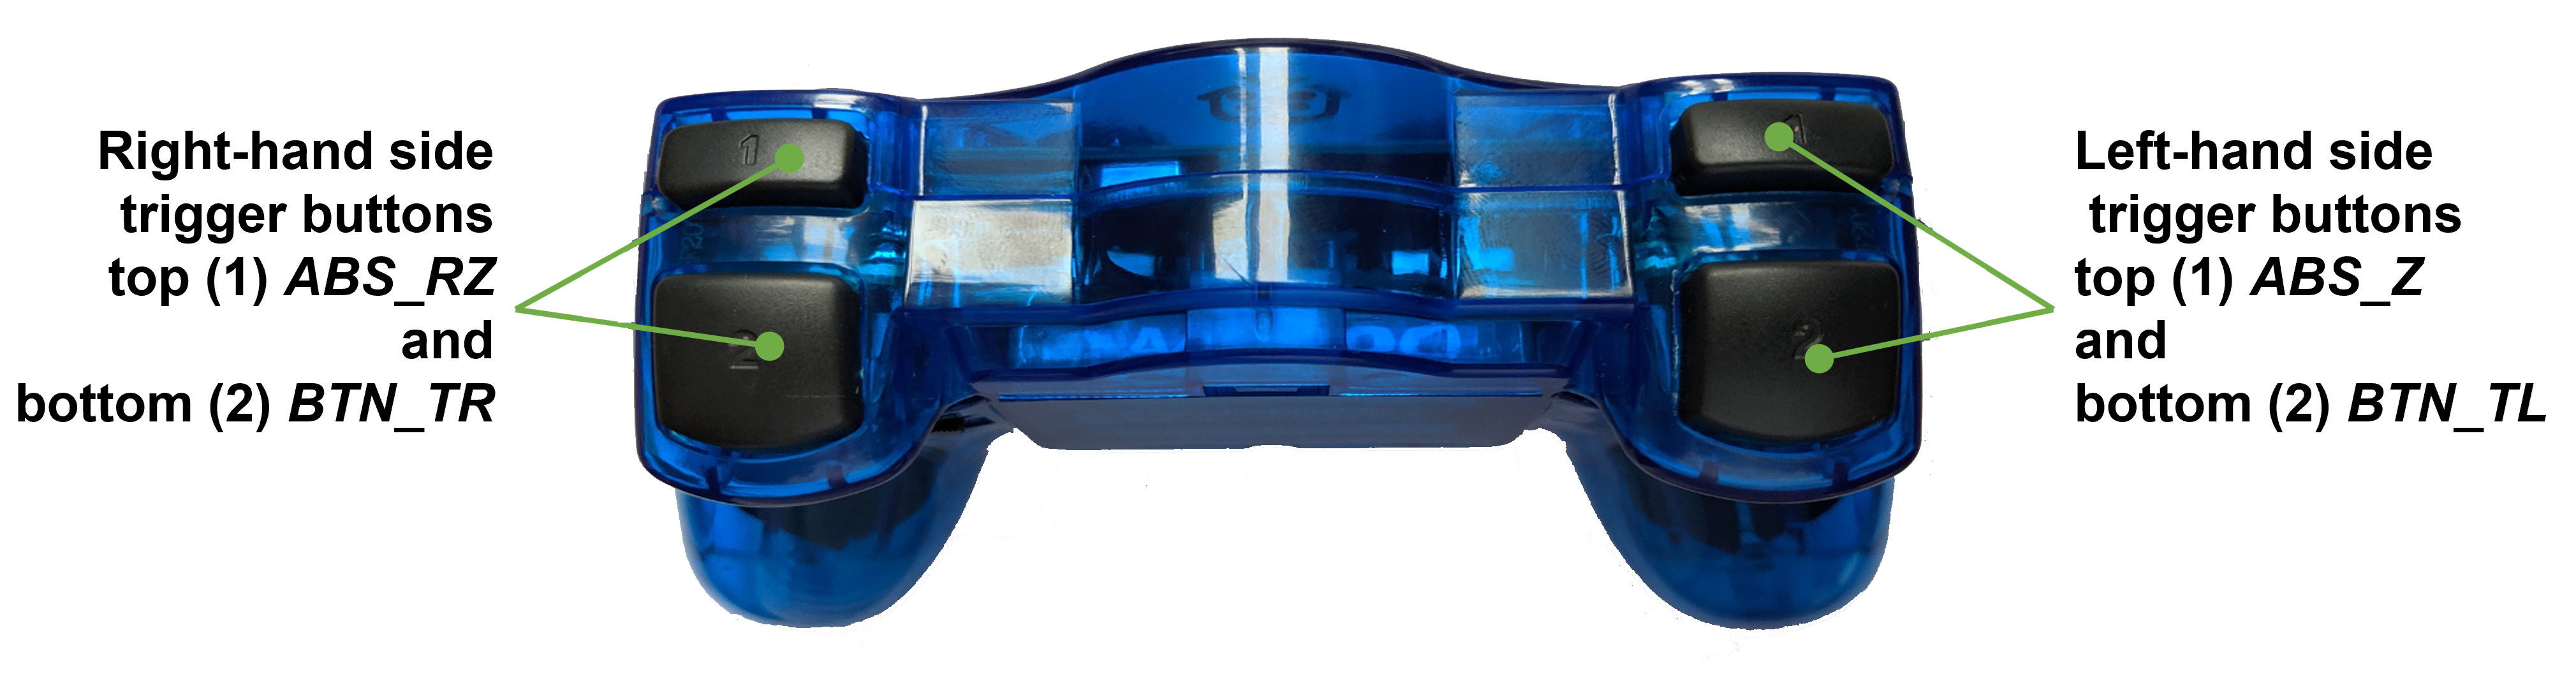 Right-hand side
trigger buttons
top (1) ABS_RZ
and
bottom (2) BTN_TR
1
2
1
2
Left-hand side
trigger buttons
top (1) ABS_Z
and
bottom (2) BTN_TL